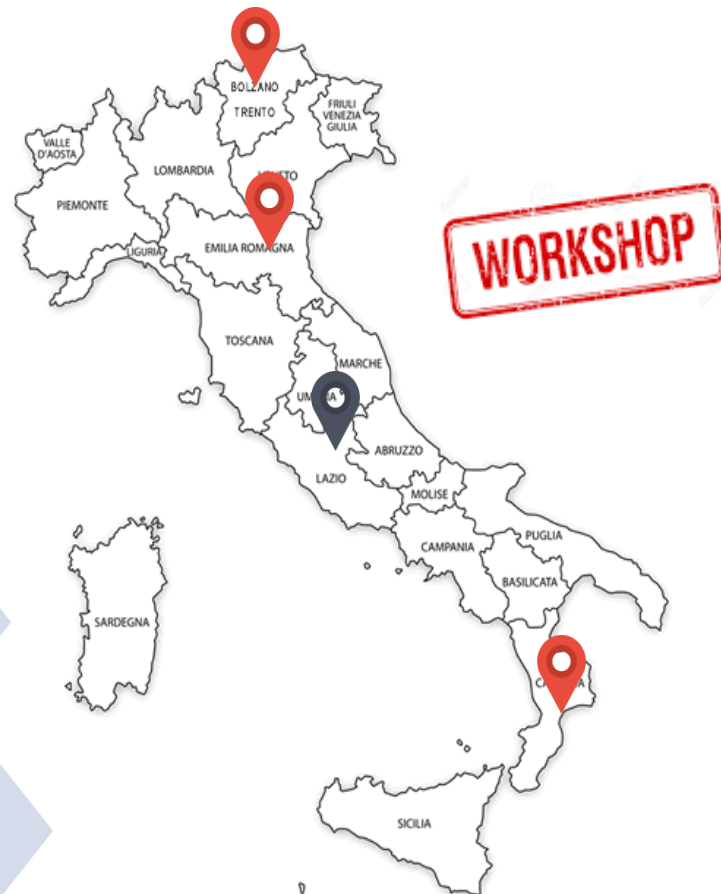 BOLZANO
TRENTO
FRIULI
VENEZIA
GIULIA
VALLE
D'AOSTA
LOMBARDIA
PIEMONTE
EMILIA ROMAGNA
LIGURIA
WORKSHOP
TOSCANA
MARCHE
ABRUZZO
LAZIO
MOLISE
PUGLIA
CAMPANIA
BASILICATA
SARDEGNA
SICILIA